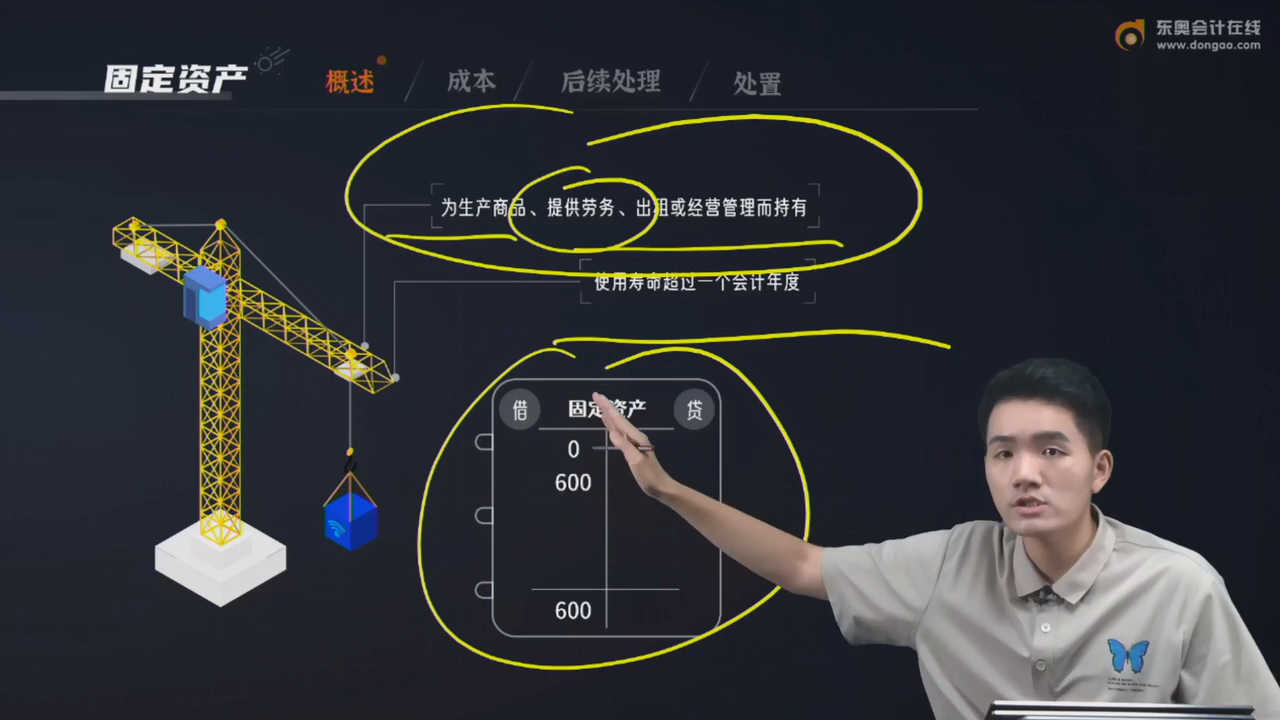 东奥会计在线
www.dongao.com
固定资产
概述 / 成本 / 后续处理 / 处置
为生产商品、提供劳务、出租或经营管理而持有
使用寿命超过一个会计年度
借 固定资产 贷
0
600
600